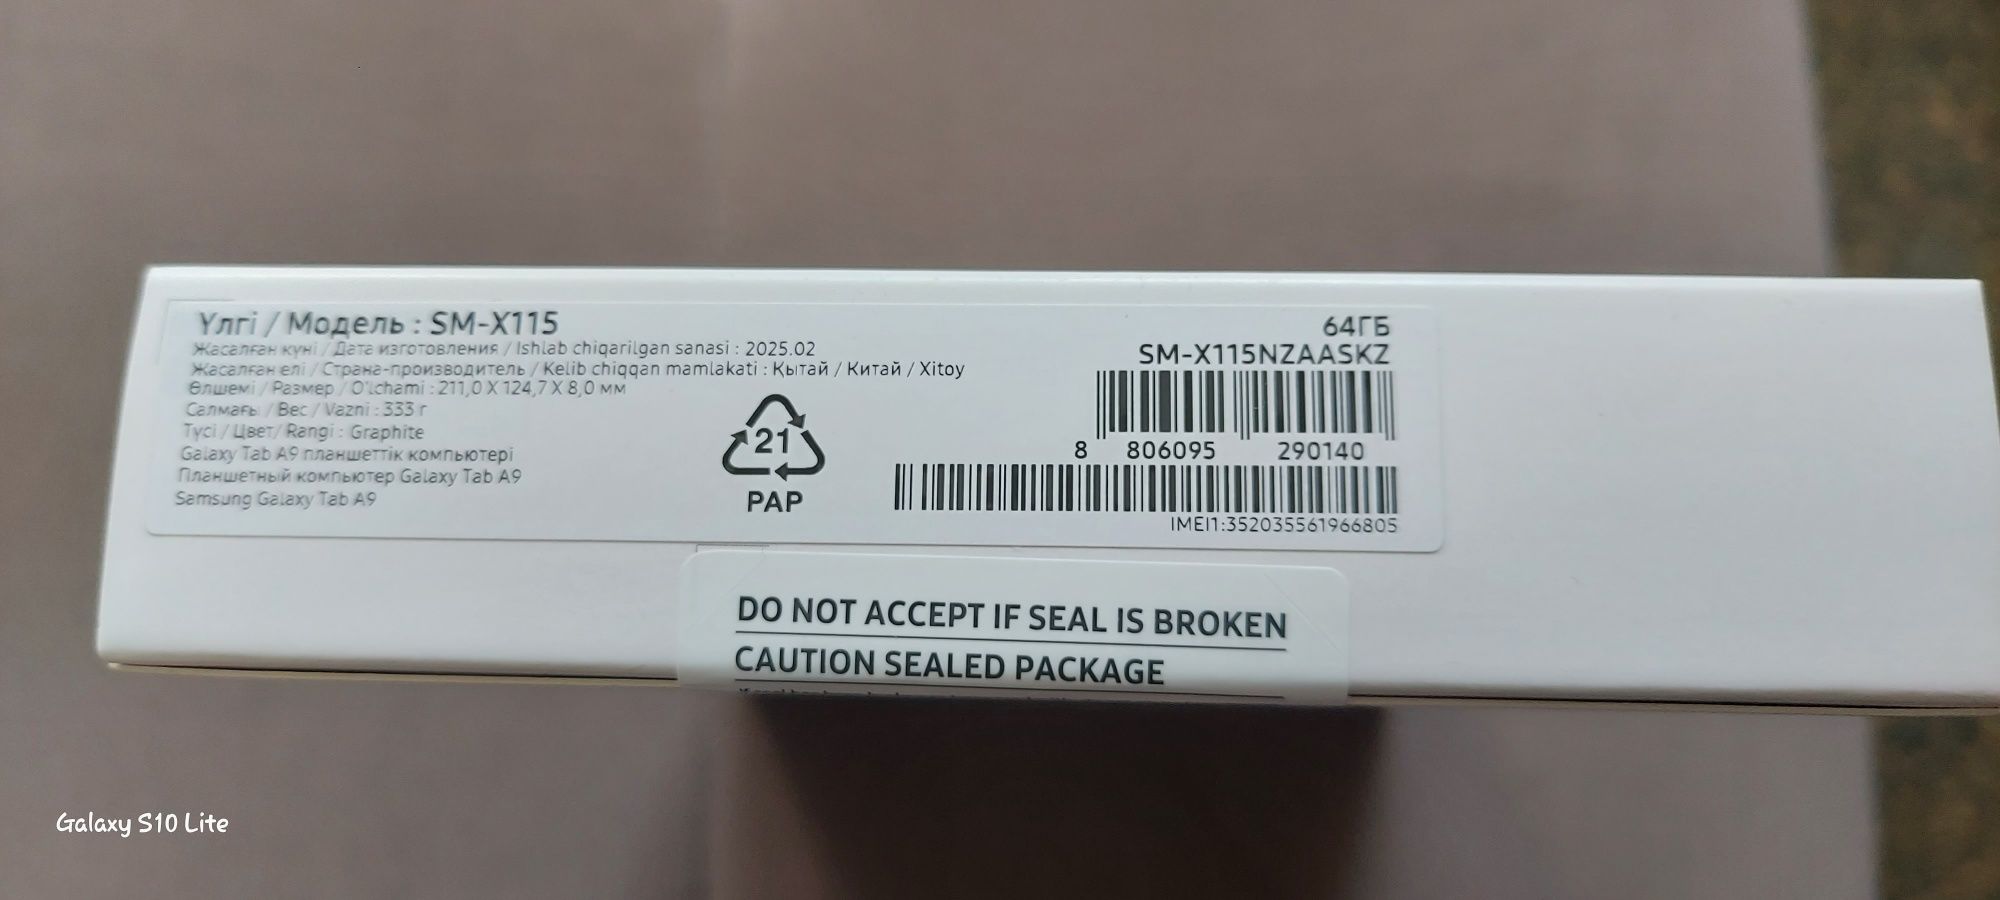 Үлгі / Модель : SM-X115
Жасалған күні / Дата изготовления / Ishlab chiqarilgan sanasi : 2025.02
Жасалған елі / Страна-производитель / Kelib chiqqan mamlakati : Қытай / Китай / Xitoy
Өлшемі / Размер / O'lchami : 211,0 X 124,7 X 8,0 мм
Салмағы / Вес / Vazni : 333 г
Түсі / Цвет/ Rangi : Graphite
Galaxy Tab A9 планшеттік компьютері
Планшетный компьютер Galaxy Tab A9
Samsung Galaxy Tab A9
21
PAP
64ГБ
SM-X115NZAASKZ
8 806095 290140
IMEI1:352035561966805
DO NOT ACCEPT IF SEAL IS BROKEN
CAUTION SEALED PACKAGE
Galaxy S10 Lite